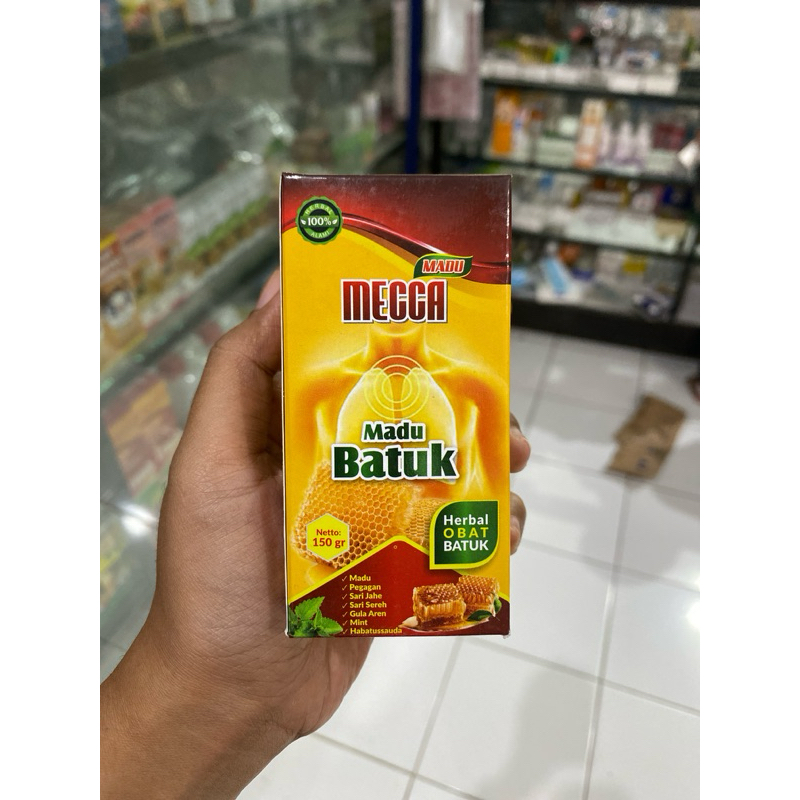 HERBAL
100%
ALAMI
MADU
MECCA
Madu
Batuk
Herbal
OBAT
BATUK
Netto:
150 gr
Madu
Pegagan
Sari Jahe
Sari Sereh
Gula Aren
Mint
Habatussauda